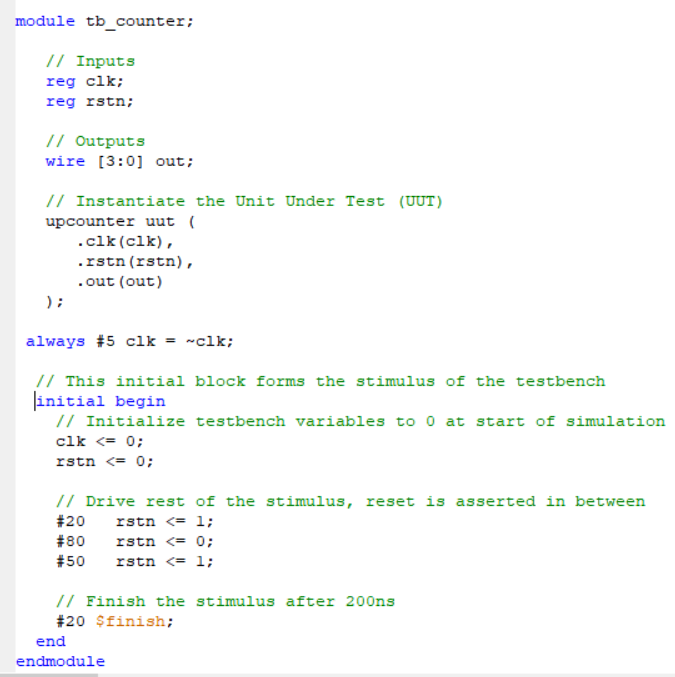 module tb_counter;
// Inputs
reg clk;
reg rstn;
// Outputs
wire [3:0] out;
// Instantiate the Unit Under Test (UUT)
upcounter uut (
.clk(clk),
.rstn(rstn),
.out(out)
);
always #5 clk = ~clk;
// This initial block forms the stimulus of the testbench
initial begin
// Initialize testbench variables to 0 at start of simulation
clk <= 0;
rstn <= 0;
// Drive rest of the stimulus, reset is asserted in between
#20   rstn <= 1;
#80   rstn <= 0;
#50   rstn <= 1;
// Finish the stimulus after 200ns
#20 $finish;
end
endmodule